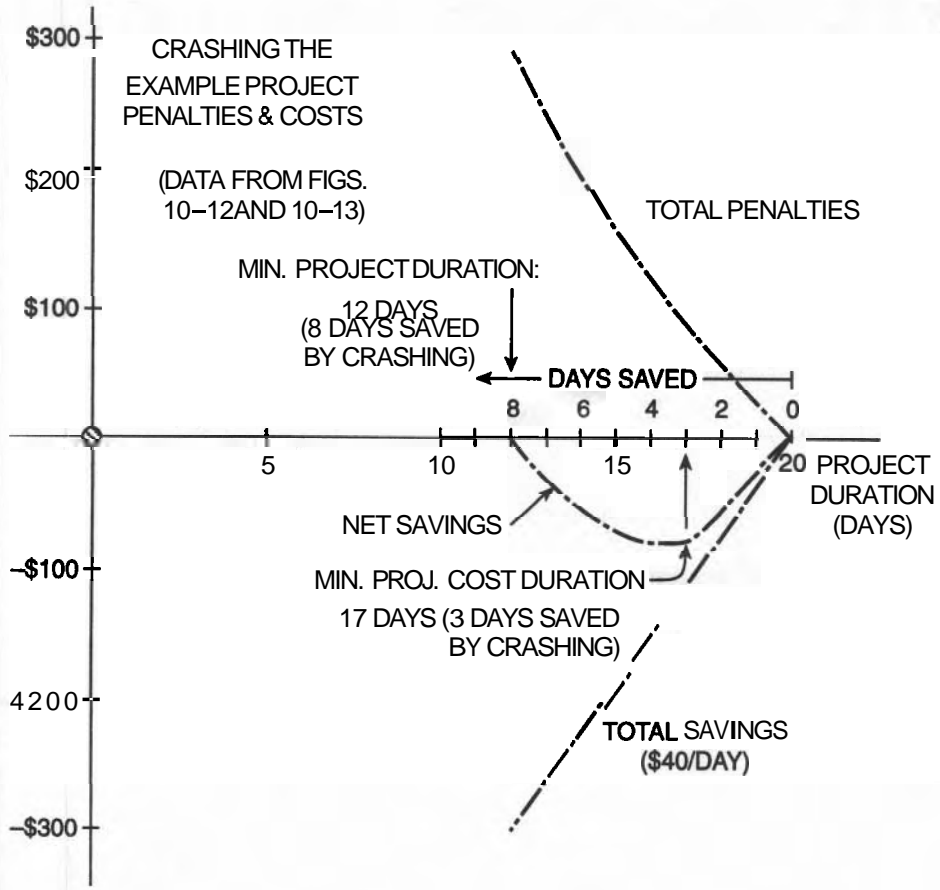 $300
CRASHING THE
EXAMPLE PROJECT
PENALTIES & COSTS
$200
(DATA FROM FIGS.
10–12AND 10–13)
TOTAL PENALTIES
MIN. PROJECT DURATION:
$100
12 DAYS
(8 DAYS SAVED
BY CRASHING)
DAYS SAVED
8 6 4 2 0
5 10 15 20
PROJECT
DURATION
(DAYS)
NET SAVINGS
–$100
MIN. PROJ. COST DURATION
17 DAYS (3 DAYS SAVED
BY CRASHING)
4200
TOTAL SAVINGS
($40/DAY)
–$300